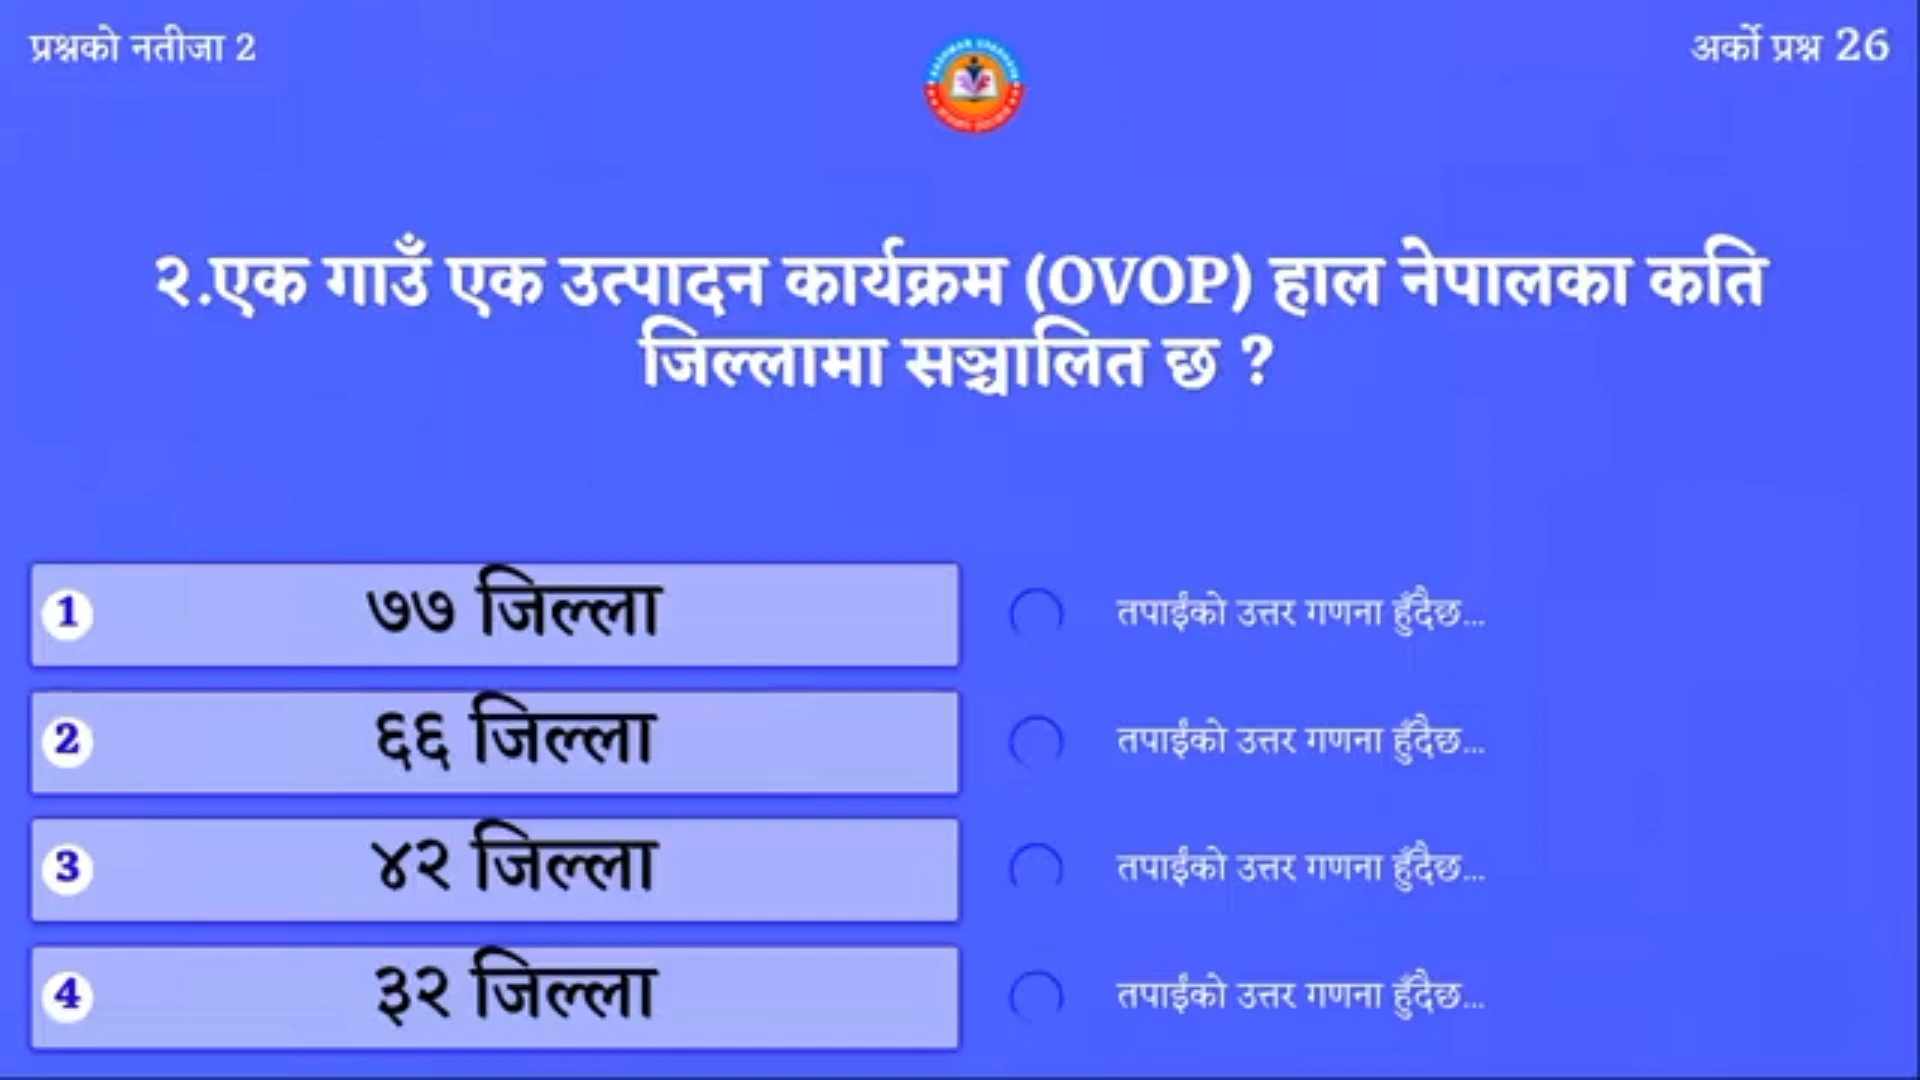 प्रश्नको नतीजा 2
अर्को प्रश्न 26
२.एक गाउँ एक उत्पादन कार्यक्रम (OVOP) हाल नेपालका कति
जिल्लामा सञ्चालित छ ?
1 ७७ जिल्ला तपाईंको उत्तर गणना हुँदैछ...
2 ६६ जिल्ला तपाईंको उत्तर गणना हुँदैछ...
3 ४२ जिल्ला तपाईंको उत्तर गणना हुँदैछ...
4 ३२ जिल्ला तपाईंको उत्तर गणना हुँदैछ...